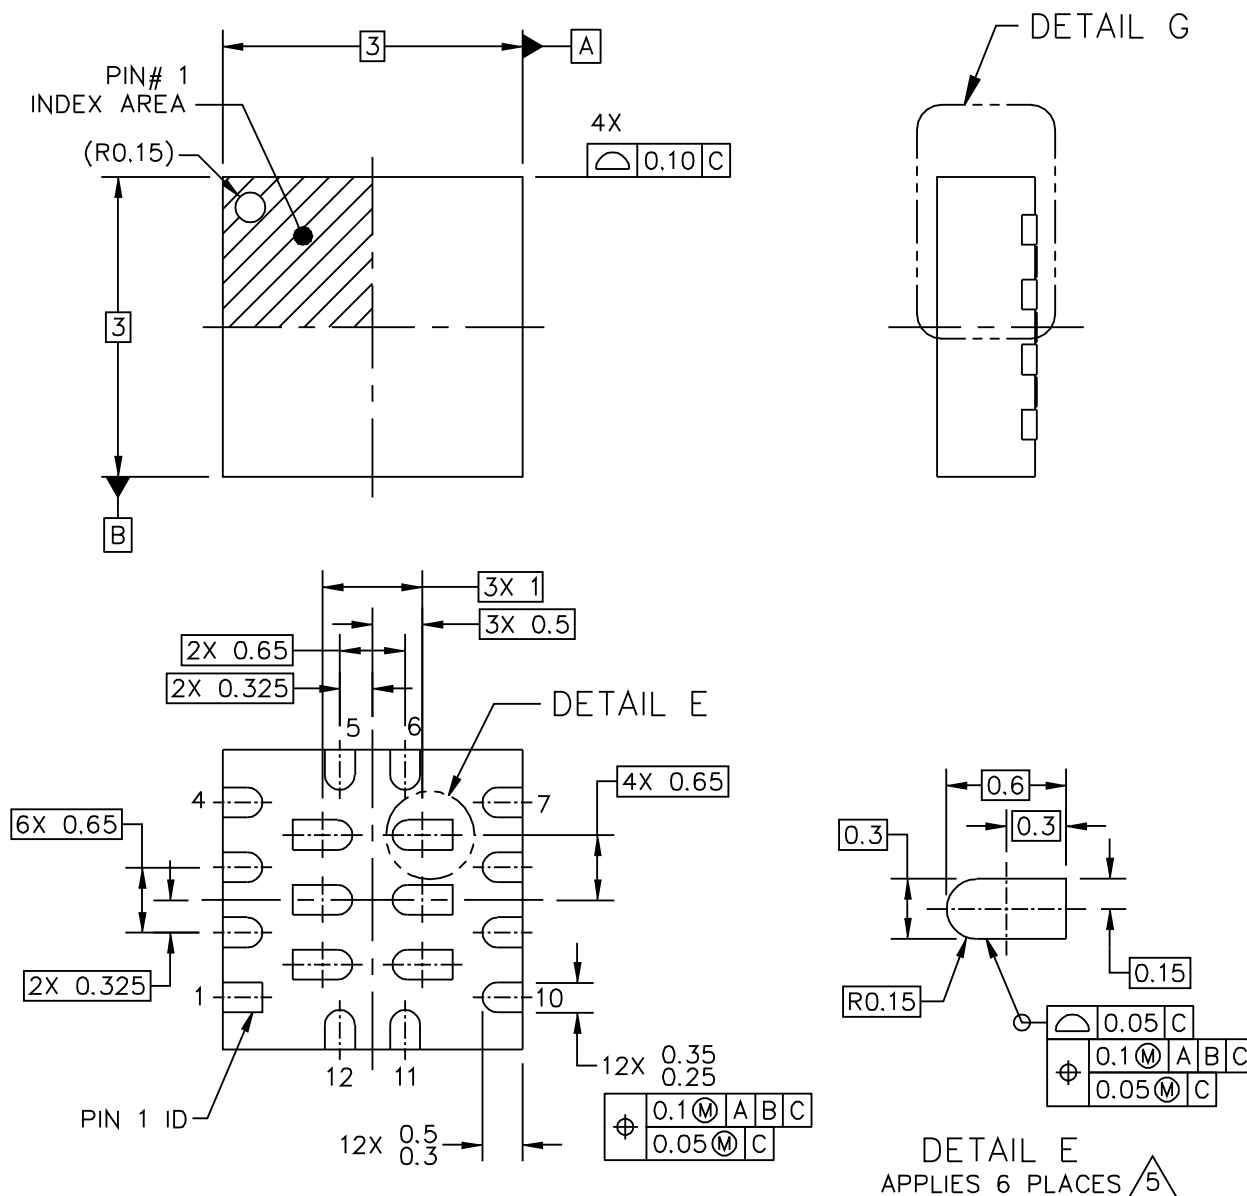 DETAIL G
3
A
PIN# 1
INDEX AREA
(R0.15)
4X
0.10 C
3
B
3X 1
3X 0.5
2X 0.65
2X 0.325
DETAIL E
5
6
4
7
4X 0.65
6X 0.65
2X 0.325
1
10
12
11
PIN 1 ID
12X 0.35
0.25
0.1 Ⓜ A B C
0.05 Ⓜ C
12X 0.5
0.3
0.6
0.3
0.3
0.15
R0.15
0.05 C
0.1 Ⓜ A B C
0.05 Ⓜ C
DETAIL E
APPLIES 6 PLACES 5